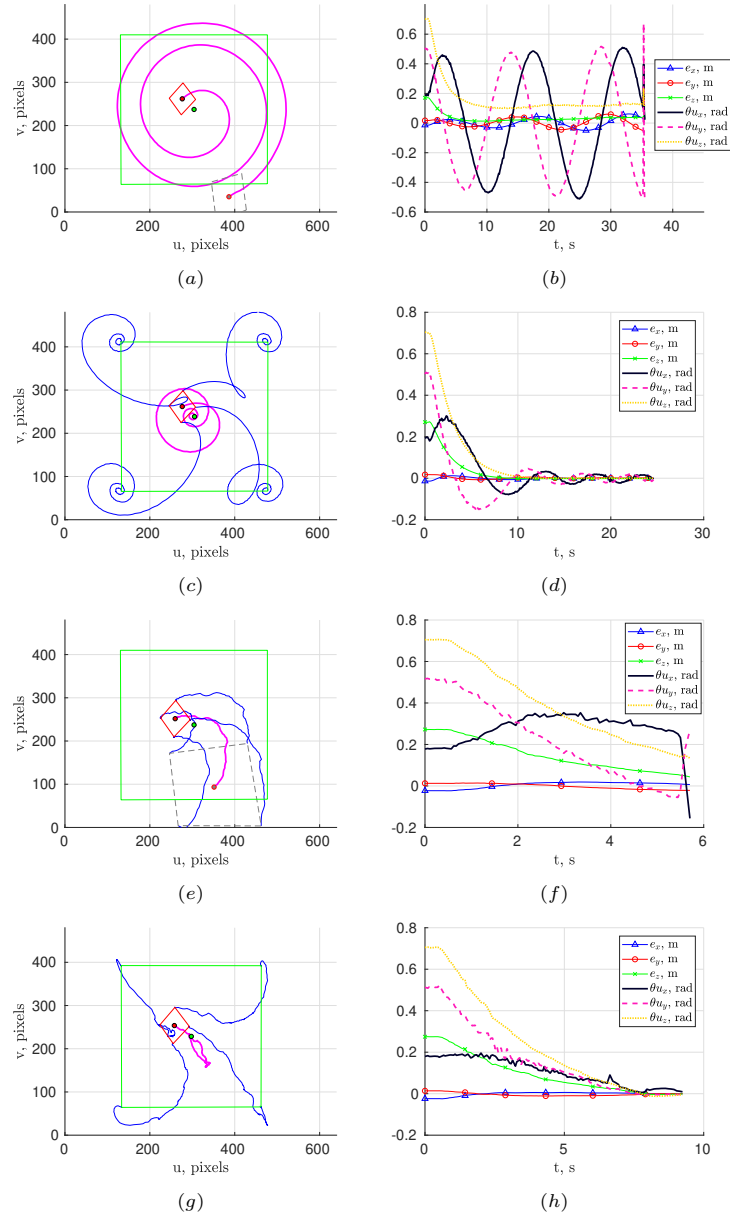 400
300
200
100
0
v, pixels
0 200 400 600
u, pixels
(a)
0.6
0.4
0.2
0
-0.2
-0.4
-0.6
0 10 20 30 40
t, s
e_x, m
e_y, m
e_z, m
θu_x, rad
θu_y, rad
θu_z, rad
(b)
400
300
200
100
0
v, pixels
0 200 400 600
u, pixels
(c)
0.8
0.6
0.4
0.2
0
-0.2
0 10 20 30
t, s
e_x, m
e_y, m
e_z, m
θu_x, rad
θu_y, rad
θu_z, rad
(d)
400
300
200
100
0
v, pixels
0 200 400 600
u, pixels
(e)
0.8
0.6
0.4
0.2
0
-0.2
0 2 4 6
t, s
e_x, m
e_y, m
e_z, m
θu_x, rad
θu_y, rad
θu_z, rad
(f)
400
300
200
100
0
v, pixels
0 200 400 600
u, pixels
(g)
0.8
0.6
0.4
0.2
0
-0.2
0 5 10
t, s
e_x, m
e_y, m
e_z, m
θu_x, rad
θu_y, rad
θu_z, rad
(h)